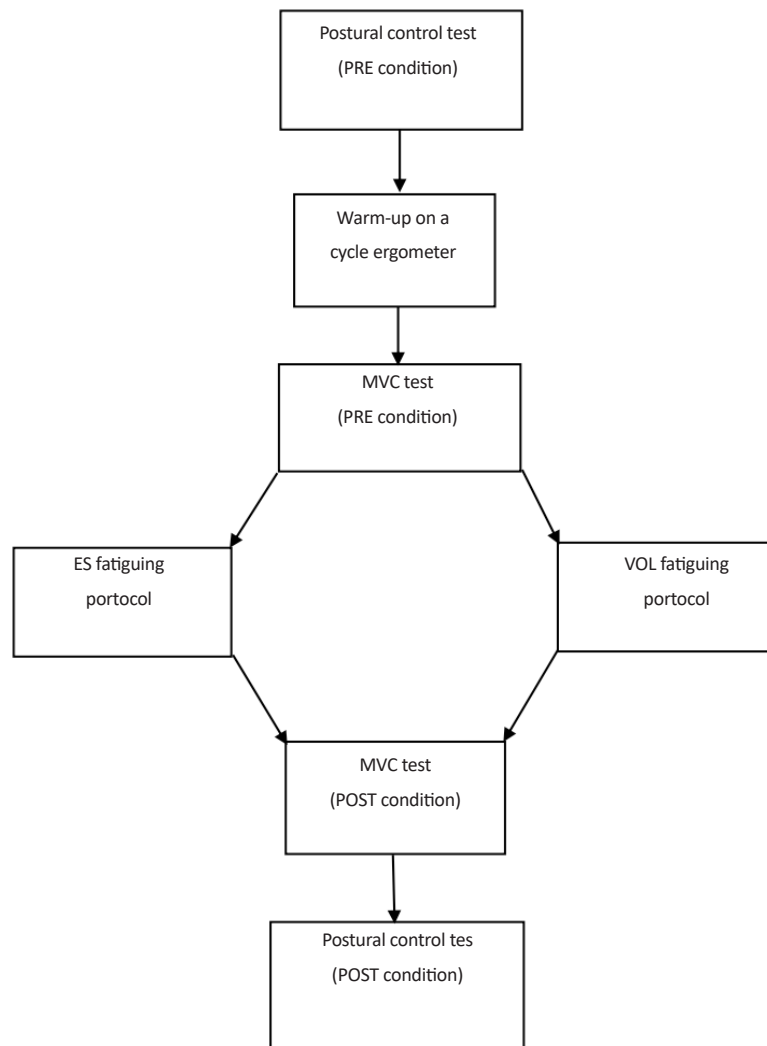 Postural control test
(PRE condition)
Warm-up on a
cycle ergometer
MVC test
(PRE condition)
ES fatiguing
portocol
VOL fatiguing
portocol
MVC test
(POST condition)
Postural control tes
(POST condition)